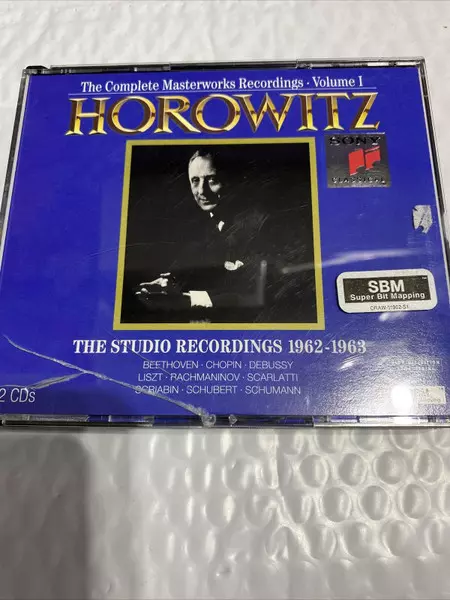 The Complete Masterworks Recordings · Volume I
HOROWITZ
SONY
CLASSICAL
SBM
Super Bit Mapping
THE STUDIO RECORDINGS 1962-1963
BEETHOVEN · CHOPIN · DEBUSSY
LISZT · RACHMANINOV · SCARLATTI
SCRIABIN · SCHUBERT · SCHUMANN
2 CDs